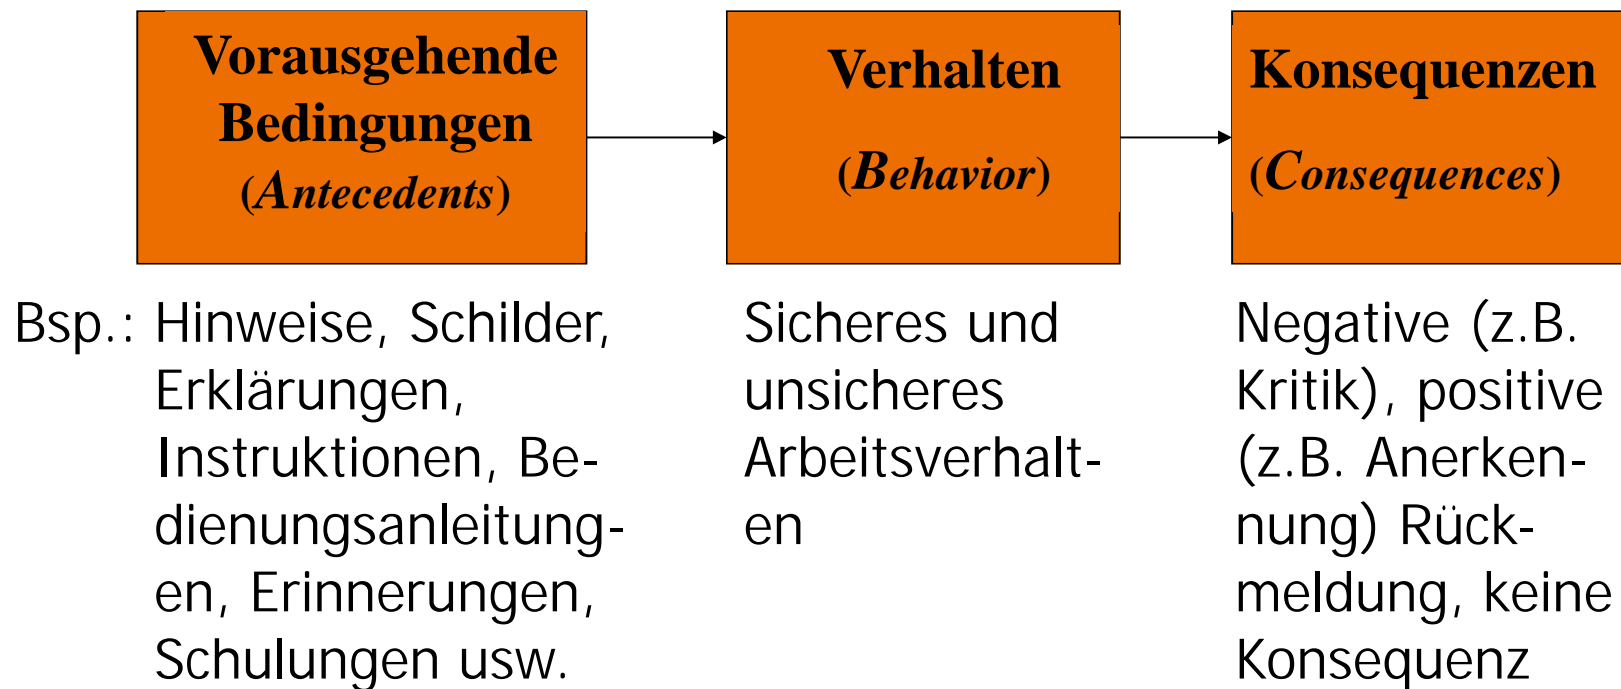 Vorausgehende
Bedingungen
(Antecedents)
Verhalten
(Behavior)
Konsequenzen
(Consequences)
Bsp.: Hinweise, Schilder,
Erklärungen,
Instruktionen, Be-
dienungsanleitung-
en, Erinnerungen,
Schulungen usw.
Sicheres und
unsicheres
Arbeitsverhalt-
en
Negative (z.B.
Kritik), positive
(z.B. Anerken-
nung) Rück-
meldung, keine
Konsequenz